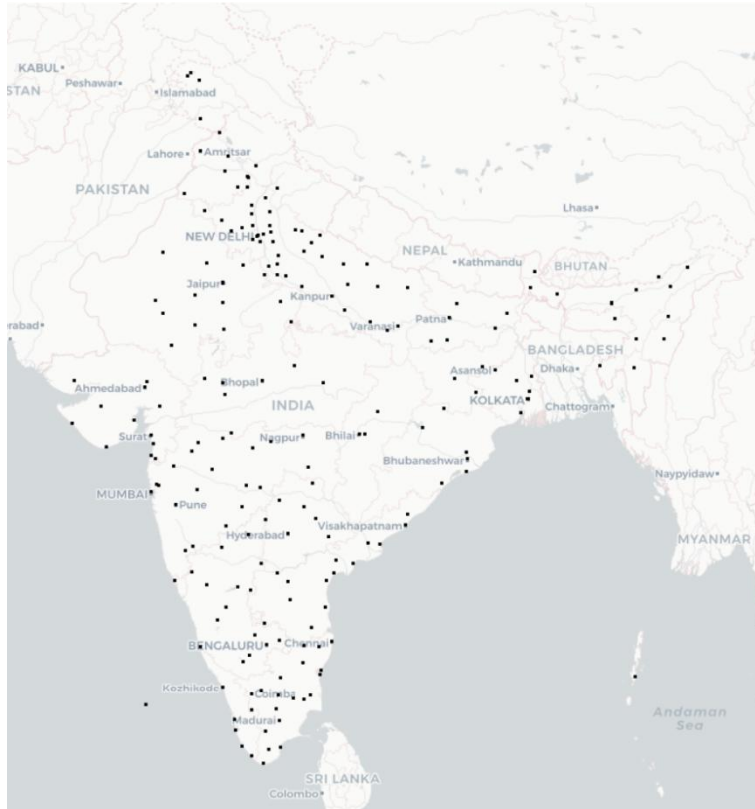 KABUL
Peshawar
STAN
Islamabad
Lahore
Amritsar
PAKISTAN
Lhasa
NEW DELHI
NEPAL
Kathmandu
BHUTAN
Jaipur
Kanpur
erabad
Varanasi
Patna
BANGLADESH
Asansol
Dhaka
Ahmedabad
Bhopal
KOLKATA
Chattogram
INDIA
Surat
Nagpur
Bhilai
Bhubaneshwar
Naypyidaw
MUMBAI
Pune
Visakhapatnam
Hyderabad
MYANMAR
BENGALURU
Chennai
Kozhikode
Coimba
Andaman
Sea
Madurai
SRI LANKA
Colombo